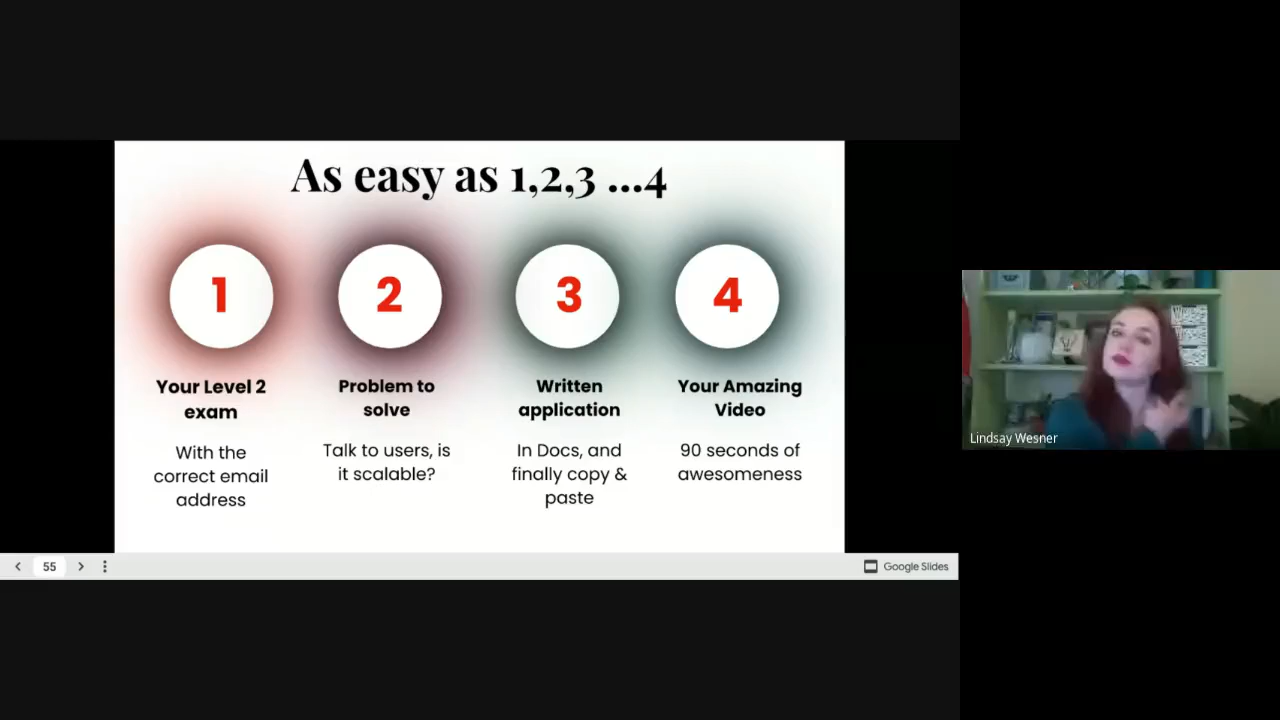 As easy as 1,2,3 ...4
1
2
3
4
Your Level 2
exam
With the
correct email
address
Problem to
solve
Talk to users, is
it scalable?
Written
application
In Docs, and
finally copy &
paste
Your Amazing
Video
90 seconds of
awesomeness
55
Google Slides
Lindsay Wesner